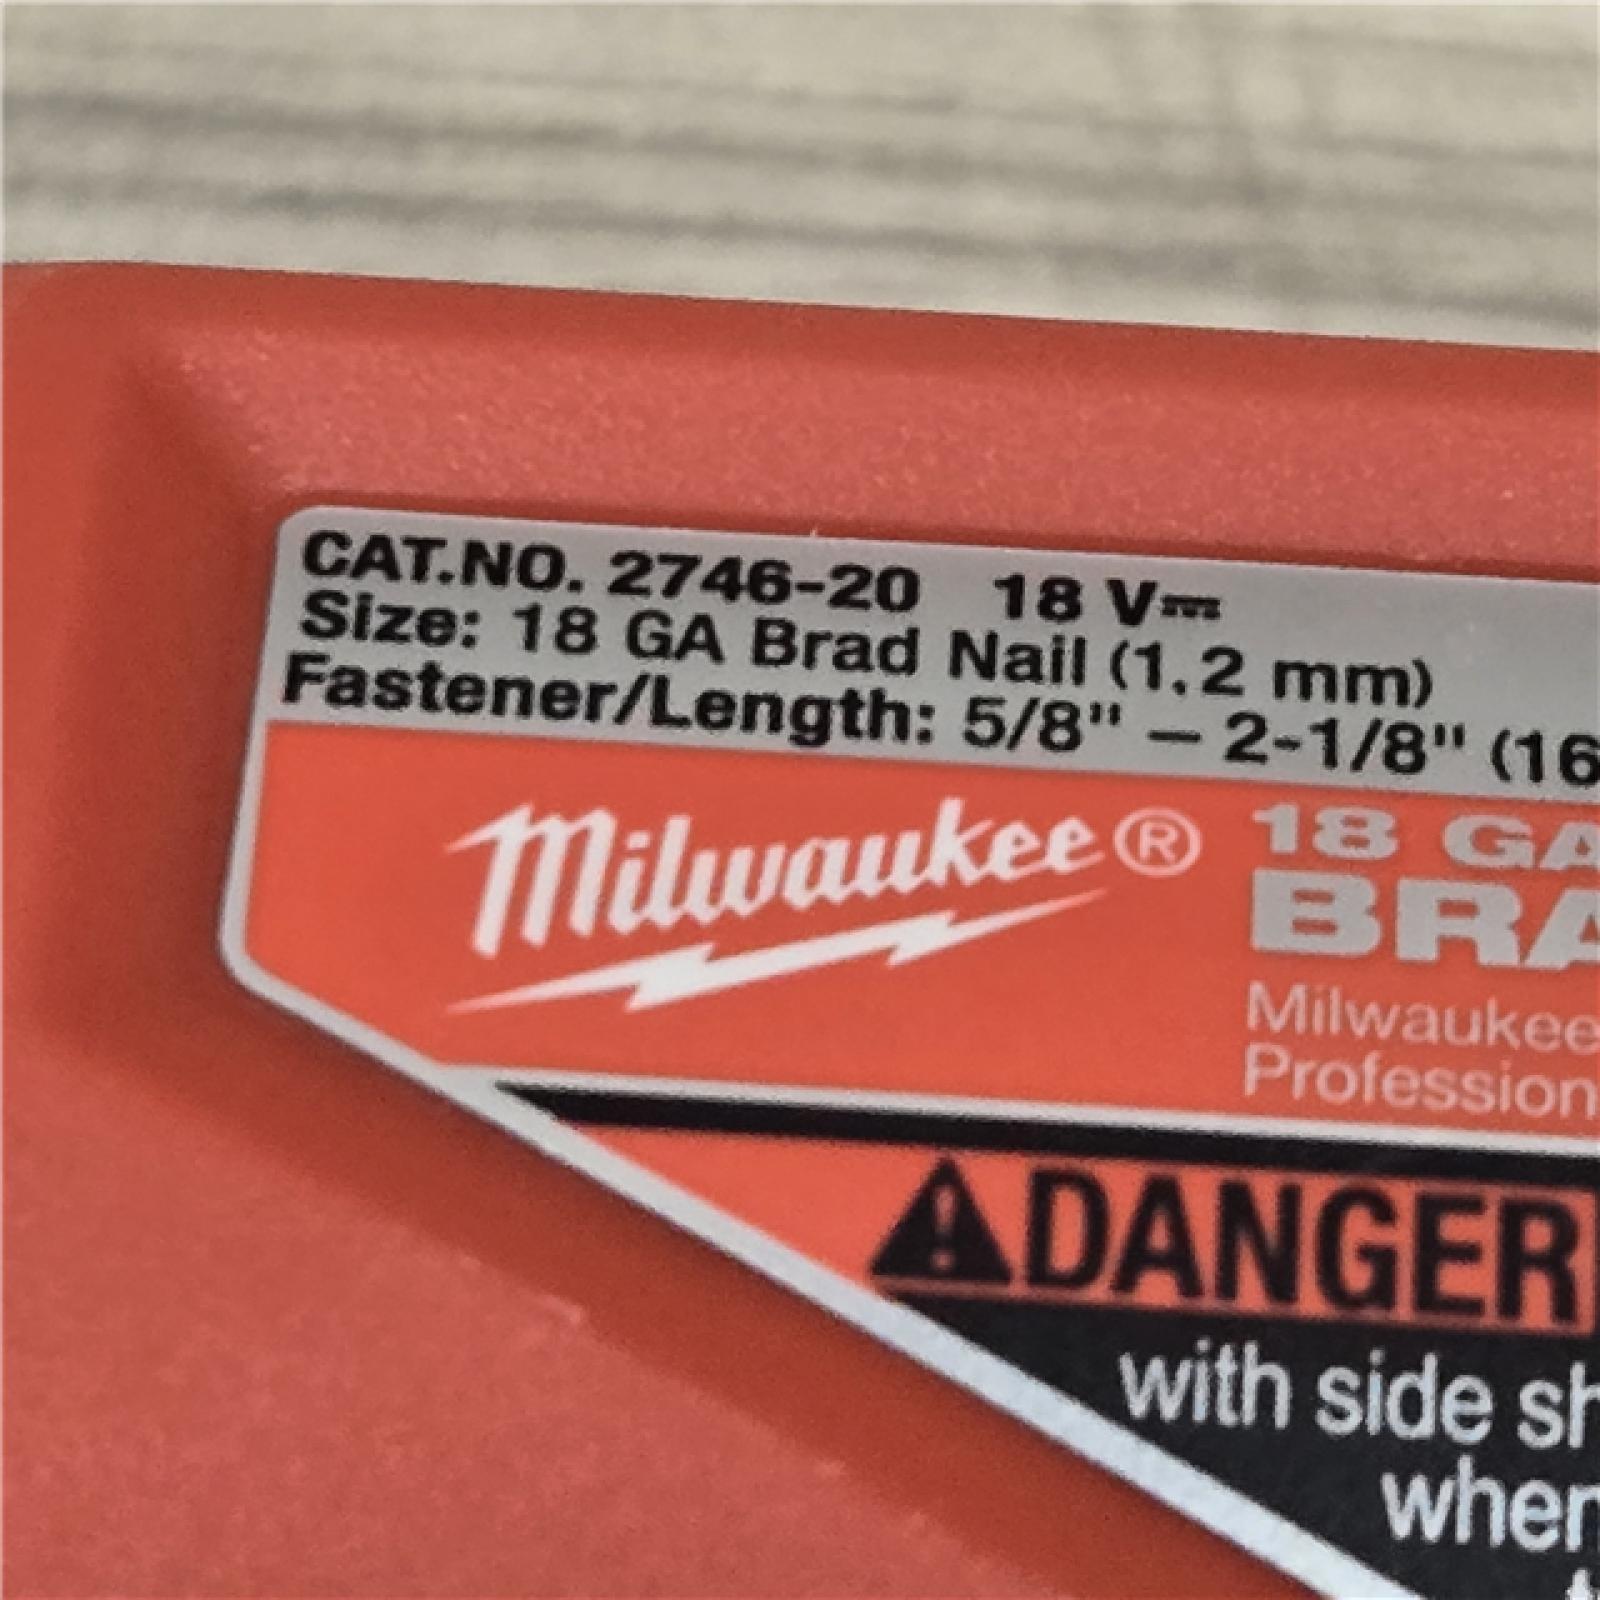 CAT.NO. 2746-20 18 V⎓
Size: 18 GA Brad Nail (1.2 mm)
Fastener/Length: 5/8" – 2-1/8" (16
Milwaukee®
18 GA
BRA
Milwaukee
Profession
DANGER
with side sh
when